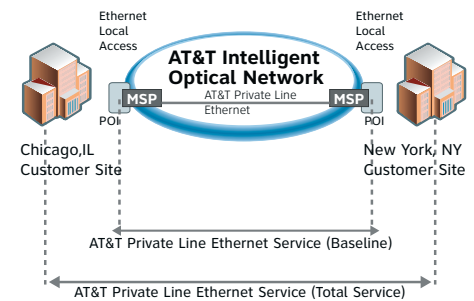 Ethernet
Local
Access
Ethernet
Local
Access
AT&T Intelligent
Optical Network
MSP
AT&T Private Line
Ethernet
MSP
POI
POI
Chicago,IL
Customer Site
New York, NY
Customer Site
AT&T Private Line Ethernet Service (Baseline)
AT&T Private Line Ethernet Service (Total Service)